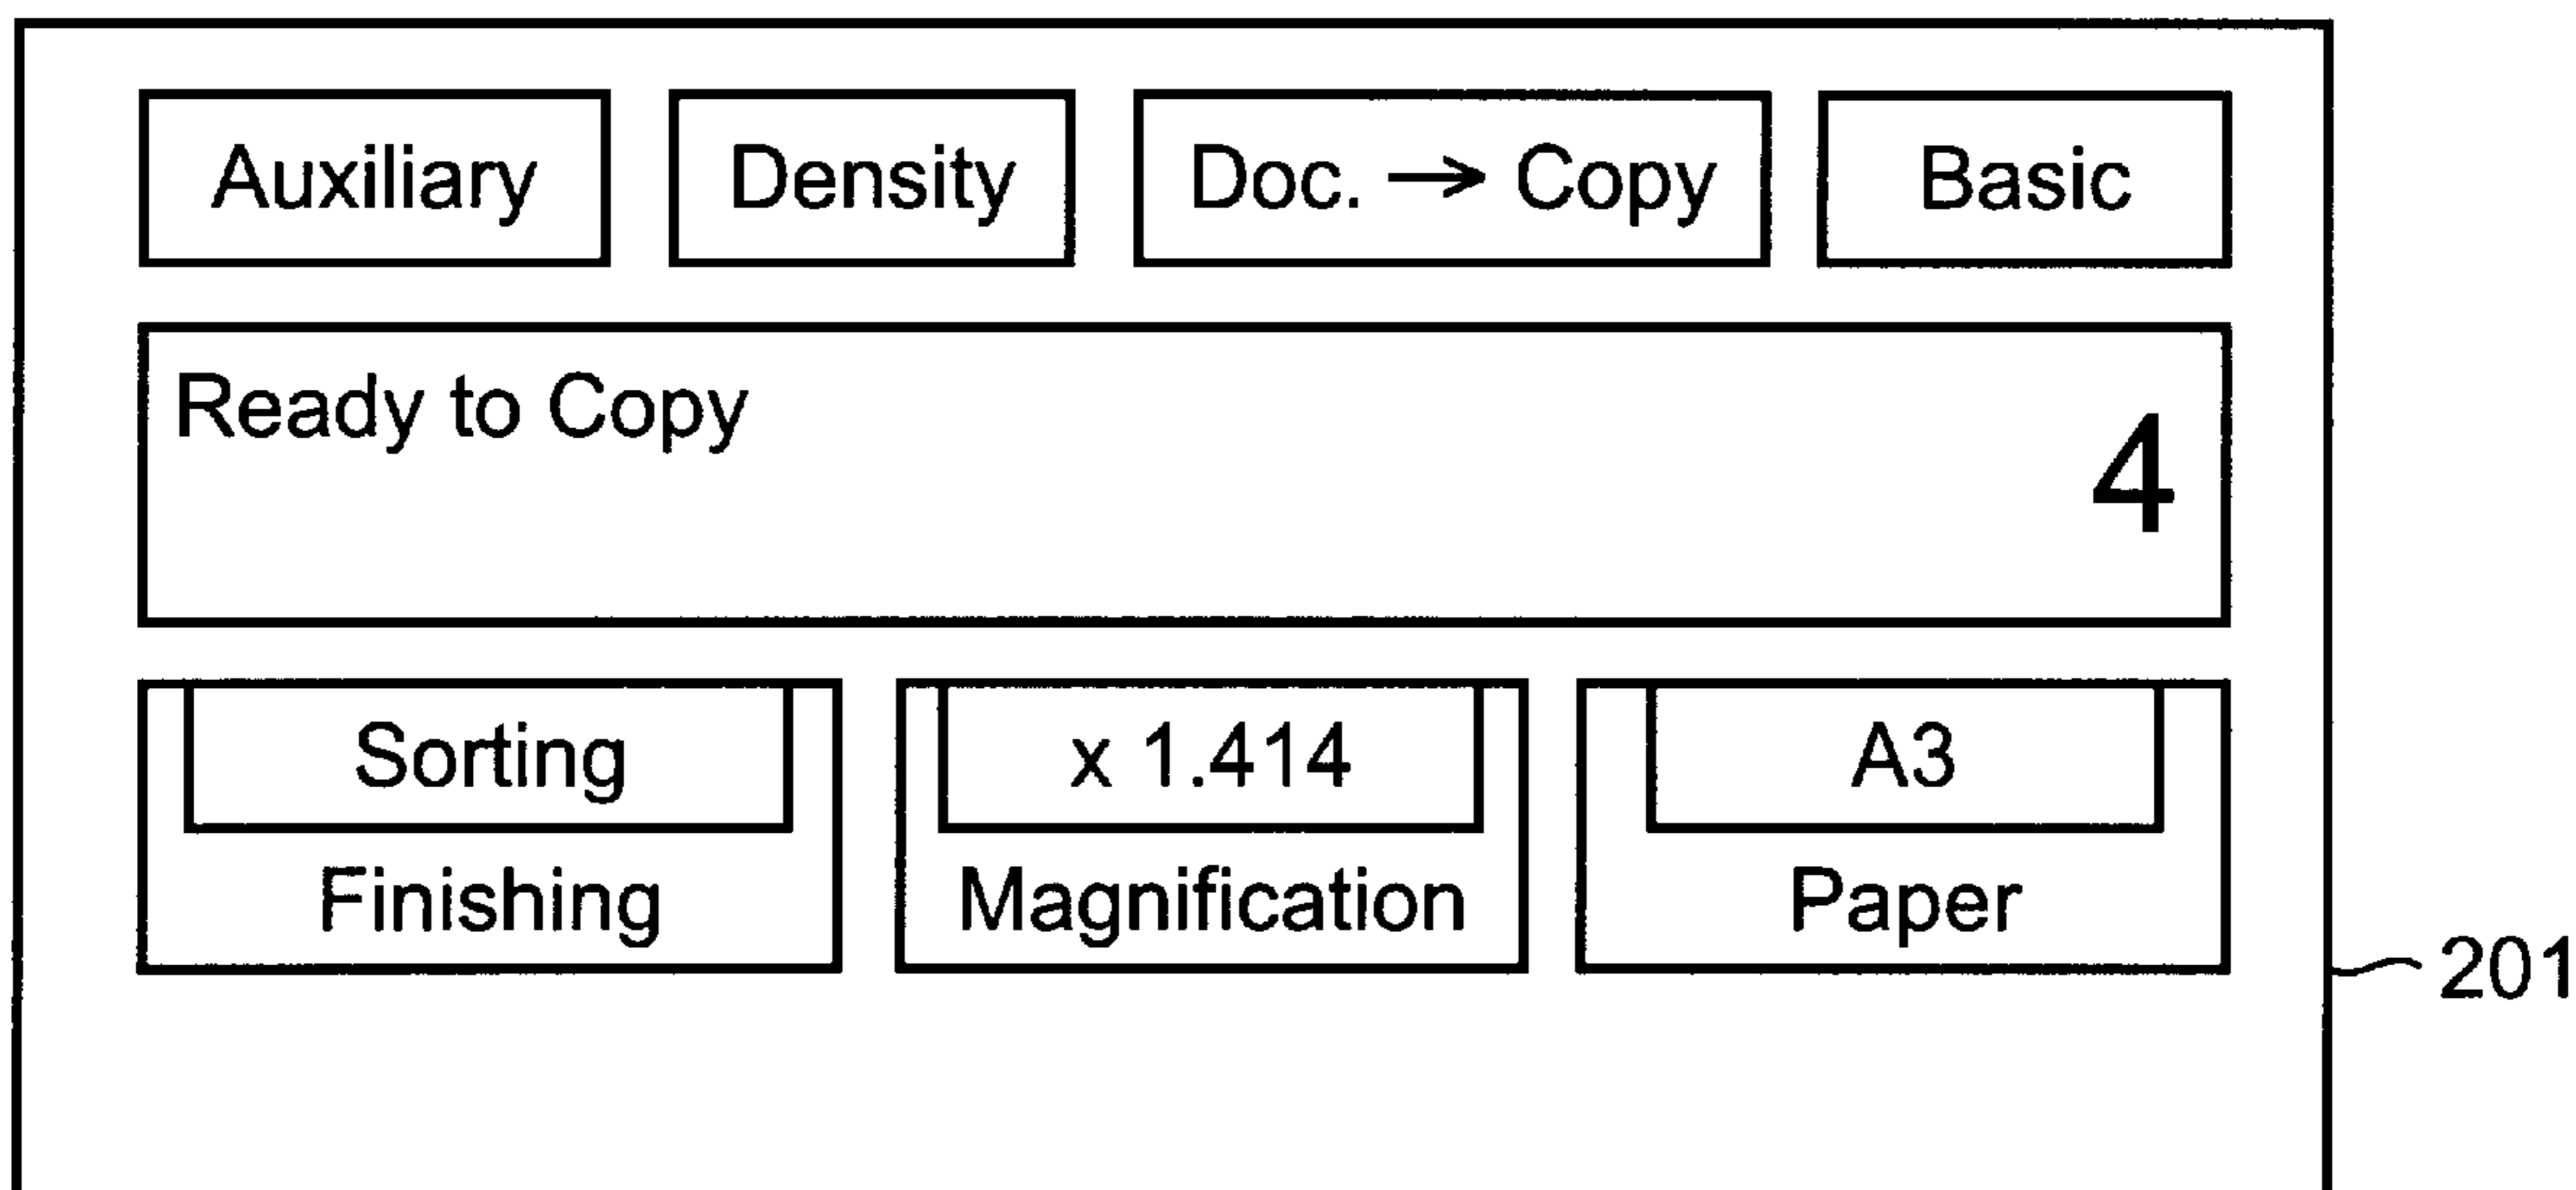 Auxiliary Density Doc. → Copy Basic
Ready to Copy
4
Sorting x 1.414 A3
Finishing Magnification Paper
201